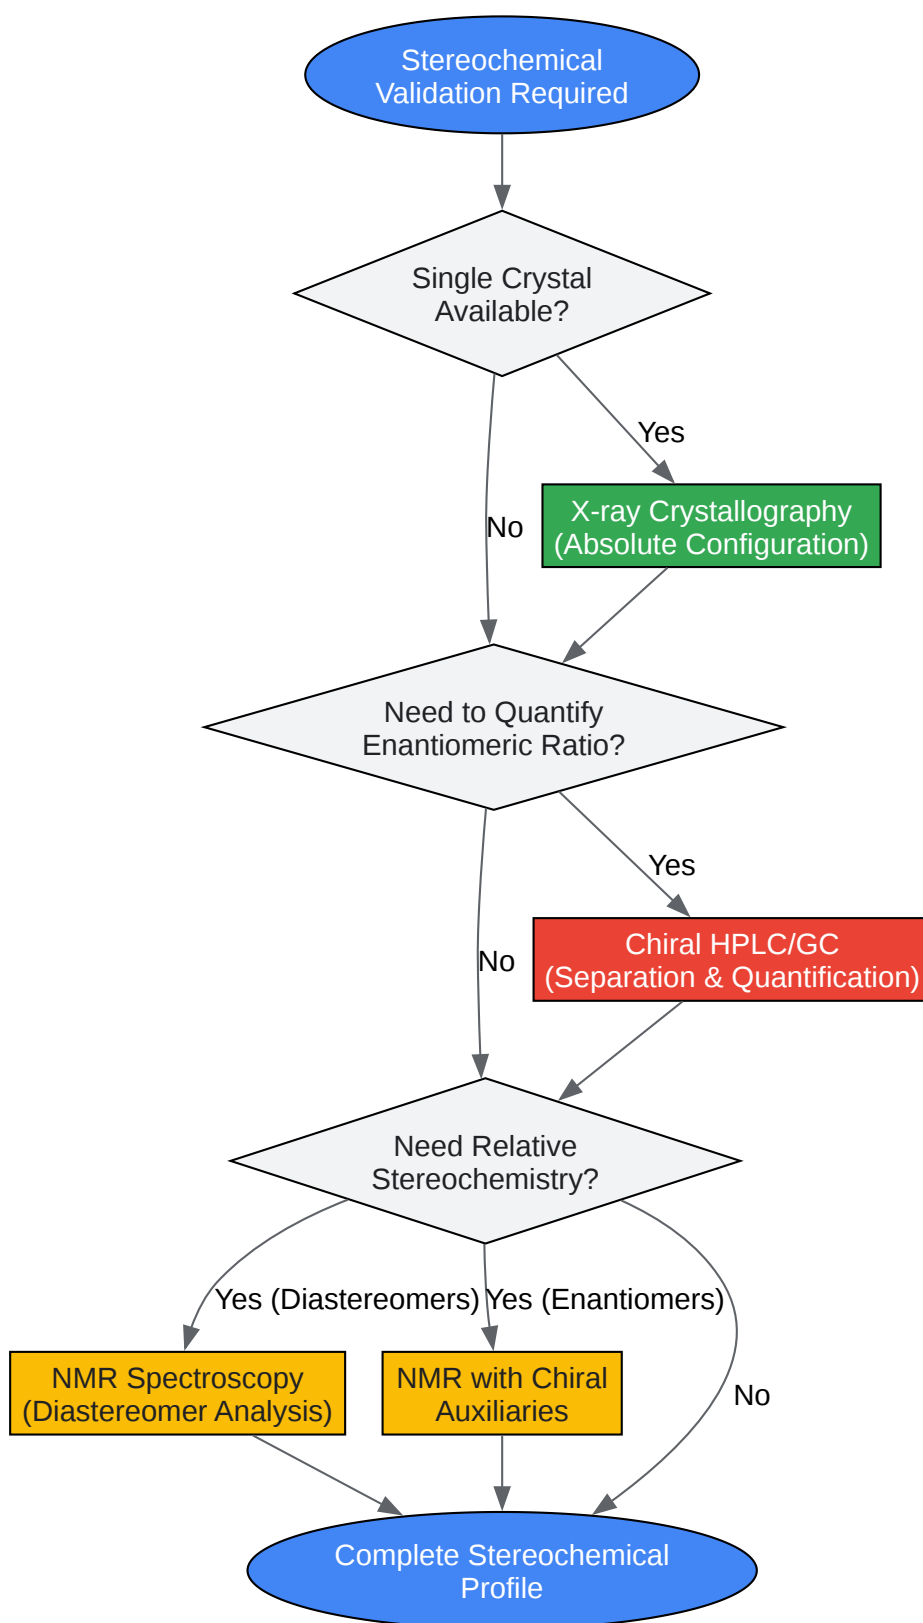 Stereochemical
Validation Required
Single Crystal
Available?
Yes
X-ray Crystallography
(Absolute Configuration)
No
Need to Quantify
Enantiomeric Ratio?
Yes
Chiral HPLC/GC
(Separation & Quantification)
No
Need Relative
Stereochemistry?
Yes (Diastereomers)
Yes (Enantiomers)
NMR Spectroscopy
(Diastereomer Analysis)
NMR with Chiral
Auxiliaries
No
Complete Stereochemical
Profile